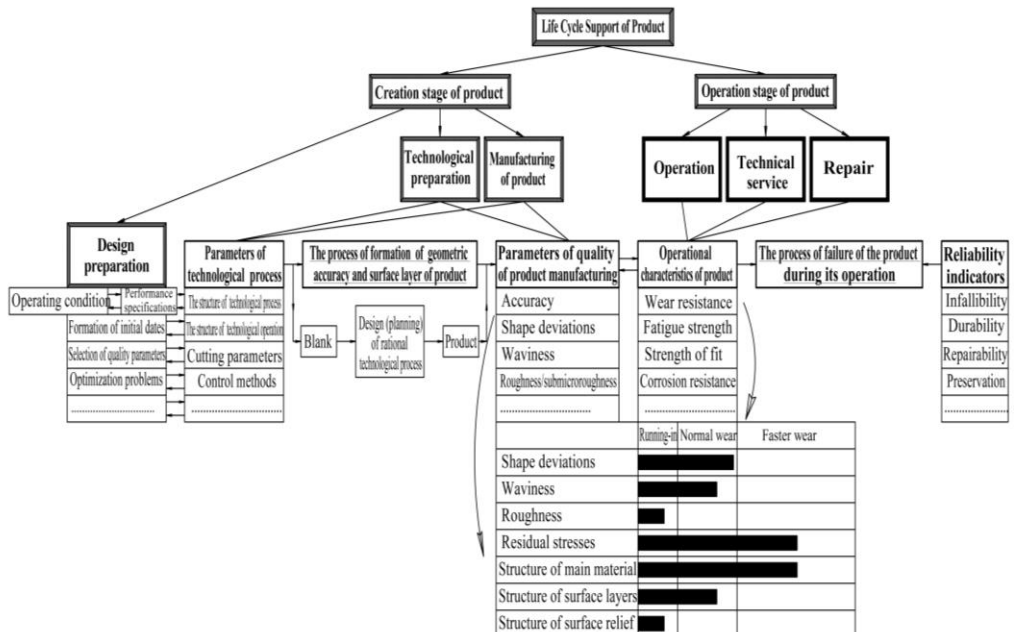 Life Cycle Support of Product
Creation stage of product
Operation stage of product
Technological
preparation
Manufacturing
of product
Operation
Technical
service
Repair
Design
preparation
Parameters of
technological process
The process of formation of geometric
accuracy and surface layer of product
Parameters of quality
of product manufacturing
Operational
characteristics of product
The process of failure of the product
during its operation
Reliability
indicators
Operating condition
Performance
specifications
Formation of initial dates
Selection of quality parameters
Optimization problems
..............................
The structure of technological process
The structure of technological operation
Cutting parameters
Control methods
..............................
Blank
Design (planning)
of rational
technological process
Product
Accuracy
Shape deviations
Waviness
Roughness/submicroroughness
..............................
Wear resistance
Fatigue strength
Strength of fit
Corrosion resistance
..............................
Infallibility
Durability
Repairability
Preservation
..............................
Running-in
Normal wear
Faster wear
Shape deviations
Waviness
Roughness
Residual stresses
Structure of main material
Structure of surface layers
Structure of surface relief